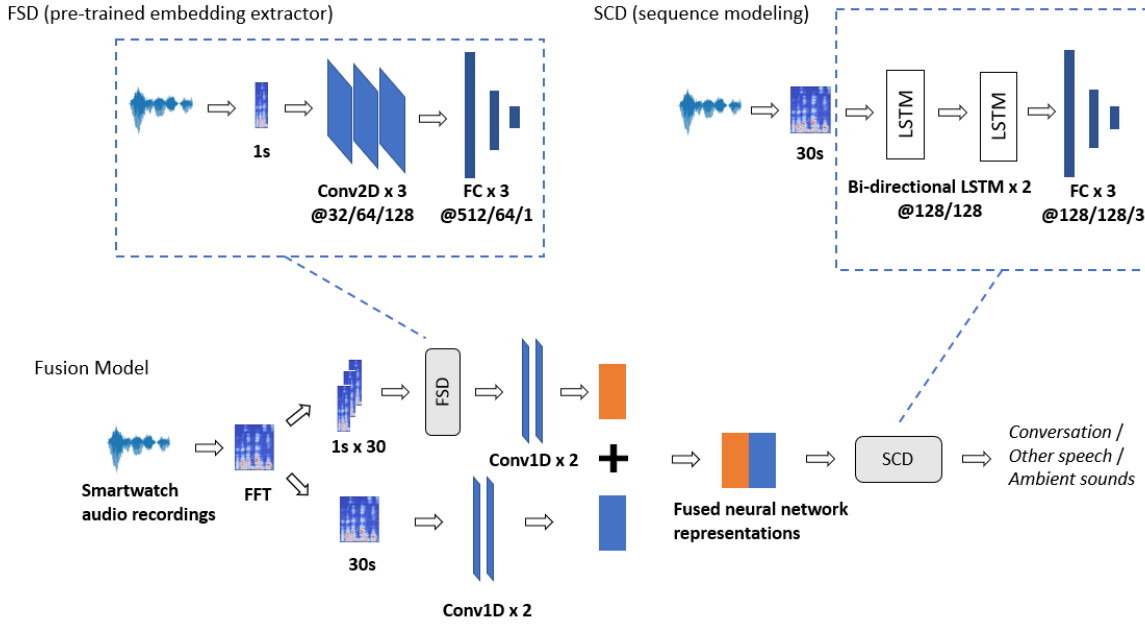 FSD (pre-trained embedding extractor)
SCD (sequence modeling)
1s
Conv2D x 3
@32/64/128
FC x 3
@512/64/1
30s
LSTM
LSTM
Bi-directional LSTM x 2
@128/128
FC x 3
@128/128/3
Fusion Model
Smartwatch
audio recordings
FFT
1s x 30
FSD
Conv1D x 2
30s
Conv1D x 2
+
Fused neural network
representations
SCD
Conversation /
Other speech /
Ambient sounds